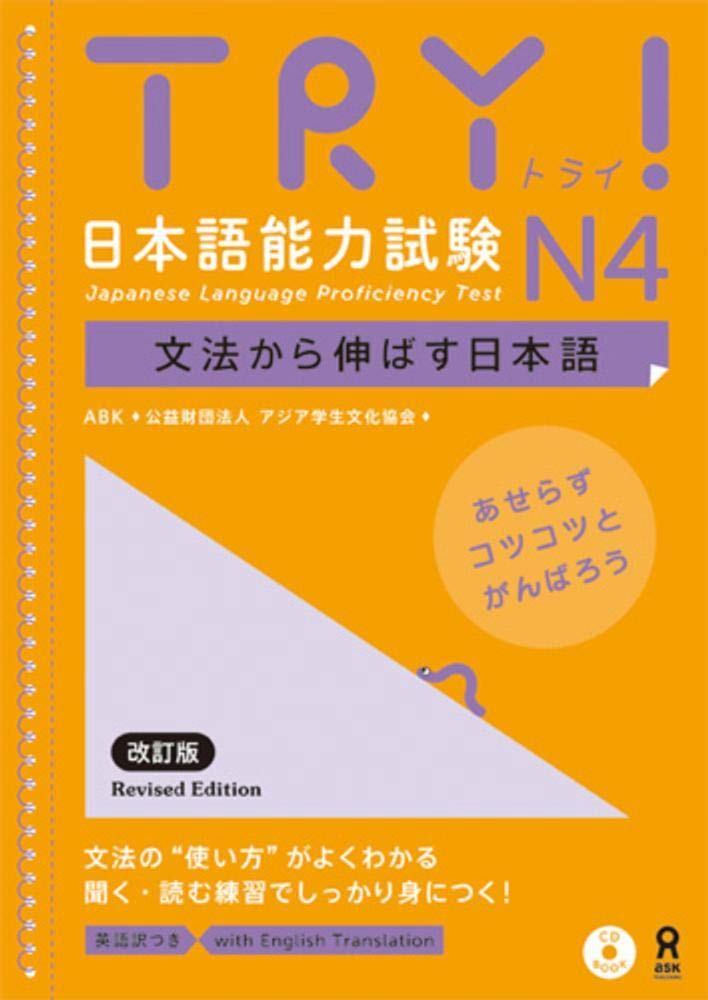 TRY!
トライ
日本語能力試験 N4
Japanese Language Proficiency Test
文法から伸ばす日本語
ABK ♦ 公益財団法人 アジア学生文化協会 ♦
あせらず
コツコツと
がんばろう
改訂版
Revised Edition
文法の“使い方”がよくわかる
聞く・読む練習でしっかり身につく!
英語訳つき with English Translation
CD BOOK
ask PUBLISHING